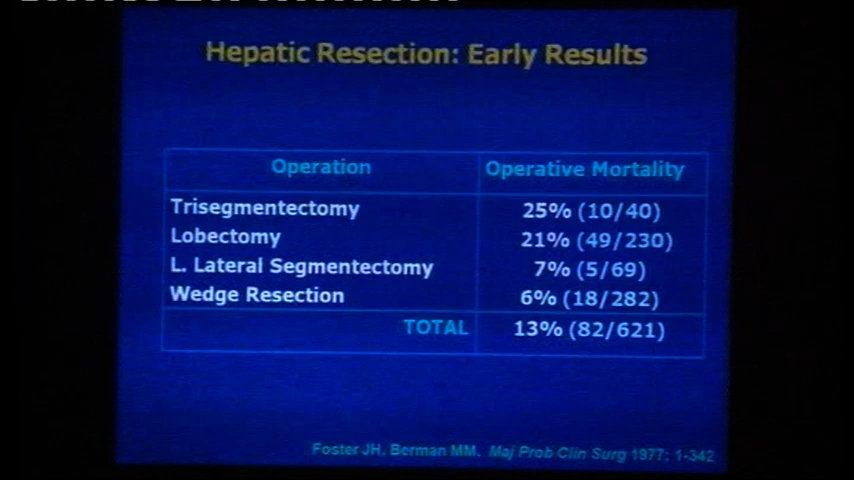 Hepatic Resection: Early Results
Operation Operative Mortality
Trisegmentectomy 25% (10/40)
Lobectomy 21% (49/230)
L. Lateral Segmentectomy 7% (5/69)
Wedge Resection 6% (18/282)
TOTAL 13% (82/621)
Foster JH, Berman MM. Maj Prob Clin Surg 1977; 1-342